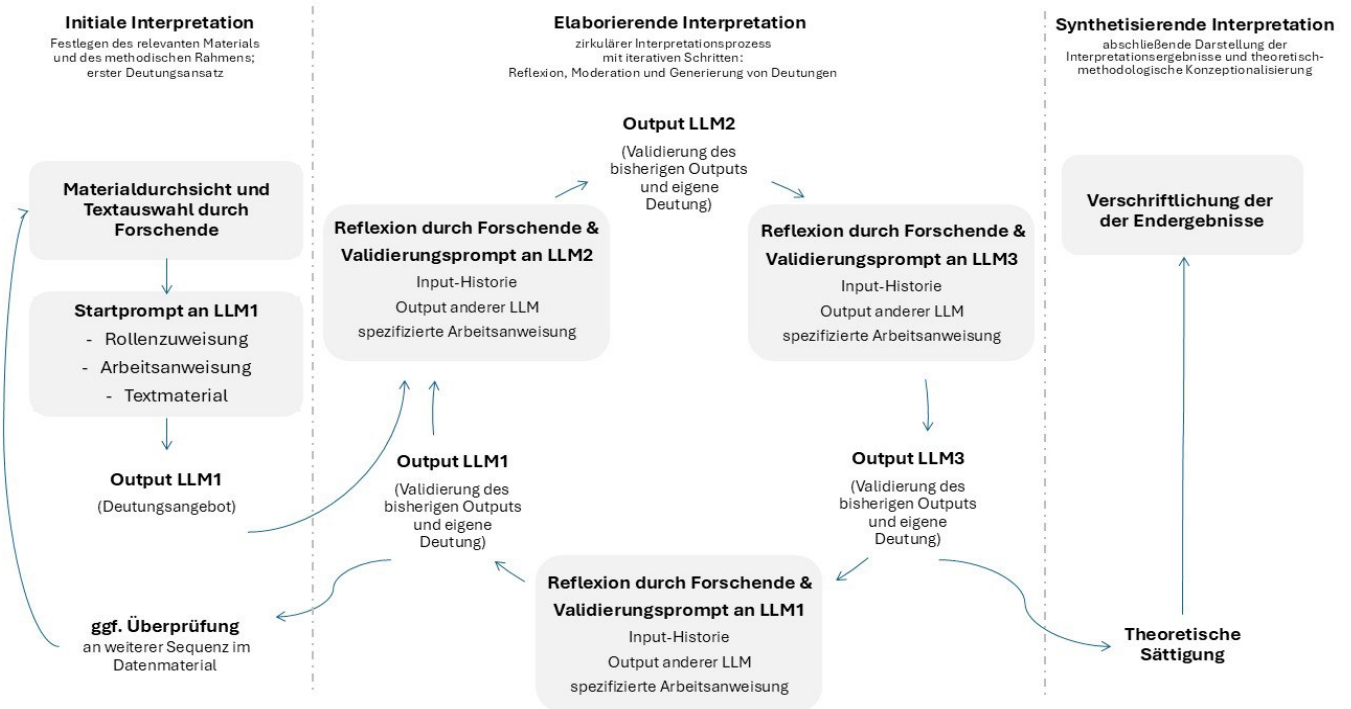 Initiale Interpretation
Festlegen des relevanten Materials
und des methodischen Rahmens;
erster Deutungsansatz
Materialdurchsicht und
Textauswahl durch
Forschende
Startprompt an LLM1
- Rollenzuweisung
- Arbeitsanweisung
- Textmaterial
Output LLM1
(Deutungsangebot)
ggf. Überprüfung
an weiterer Sequenz im
Datenmaterial
Elaborierende Interpretation
zirkulärer Interpretationsprozess
mit iterativen Schritten:
Reflexion, Moderation und Generierung von Deutungen
Output LLM2
(Validierung des
bisherigen Outputs
und eigene
Deutung)
Reflexion durch Forschende &
Validierungsprompt an LLM2
Input-Historie
Output anderer LLM
spezifizierte Arbeitsanweisung
Reflexion durch Forschende &
Validierungsprompt an LLM3
Input-Historie
Output anderer LLM
spezifizierte Arbeitsanweisung
Output LLM1
(Validierung des
bisherigen Outputs
und eigene
Deutung)
Output LLM3
(Validierung des
bisherigen Outputs
und eigene
Deutung)
Reflexion durch Forschende &
Validierungsprompt an LLM1
Input-Historie
Output anderer LLM
spezifizierte Arbeitsanweisung
Synthetisierende Interpretation
abschließende Darstellung der
Interpretationsergebnisse und theoretisch-
methodologische Konzeptionalisierung
Verschriftlichung der
der Endergebnisse
Theoretische
Sättigung